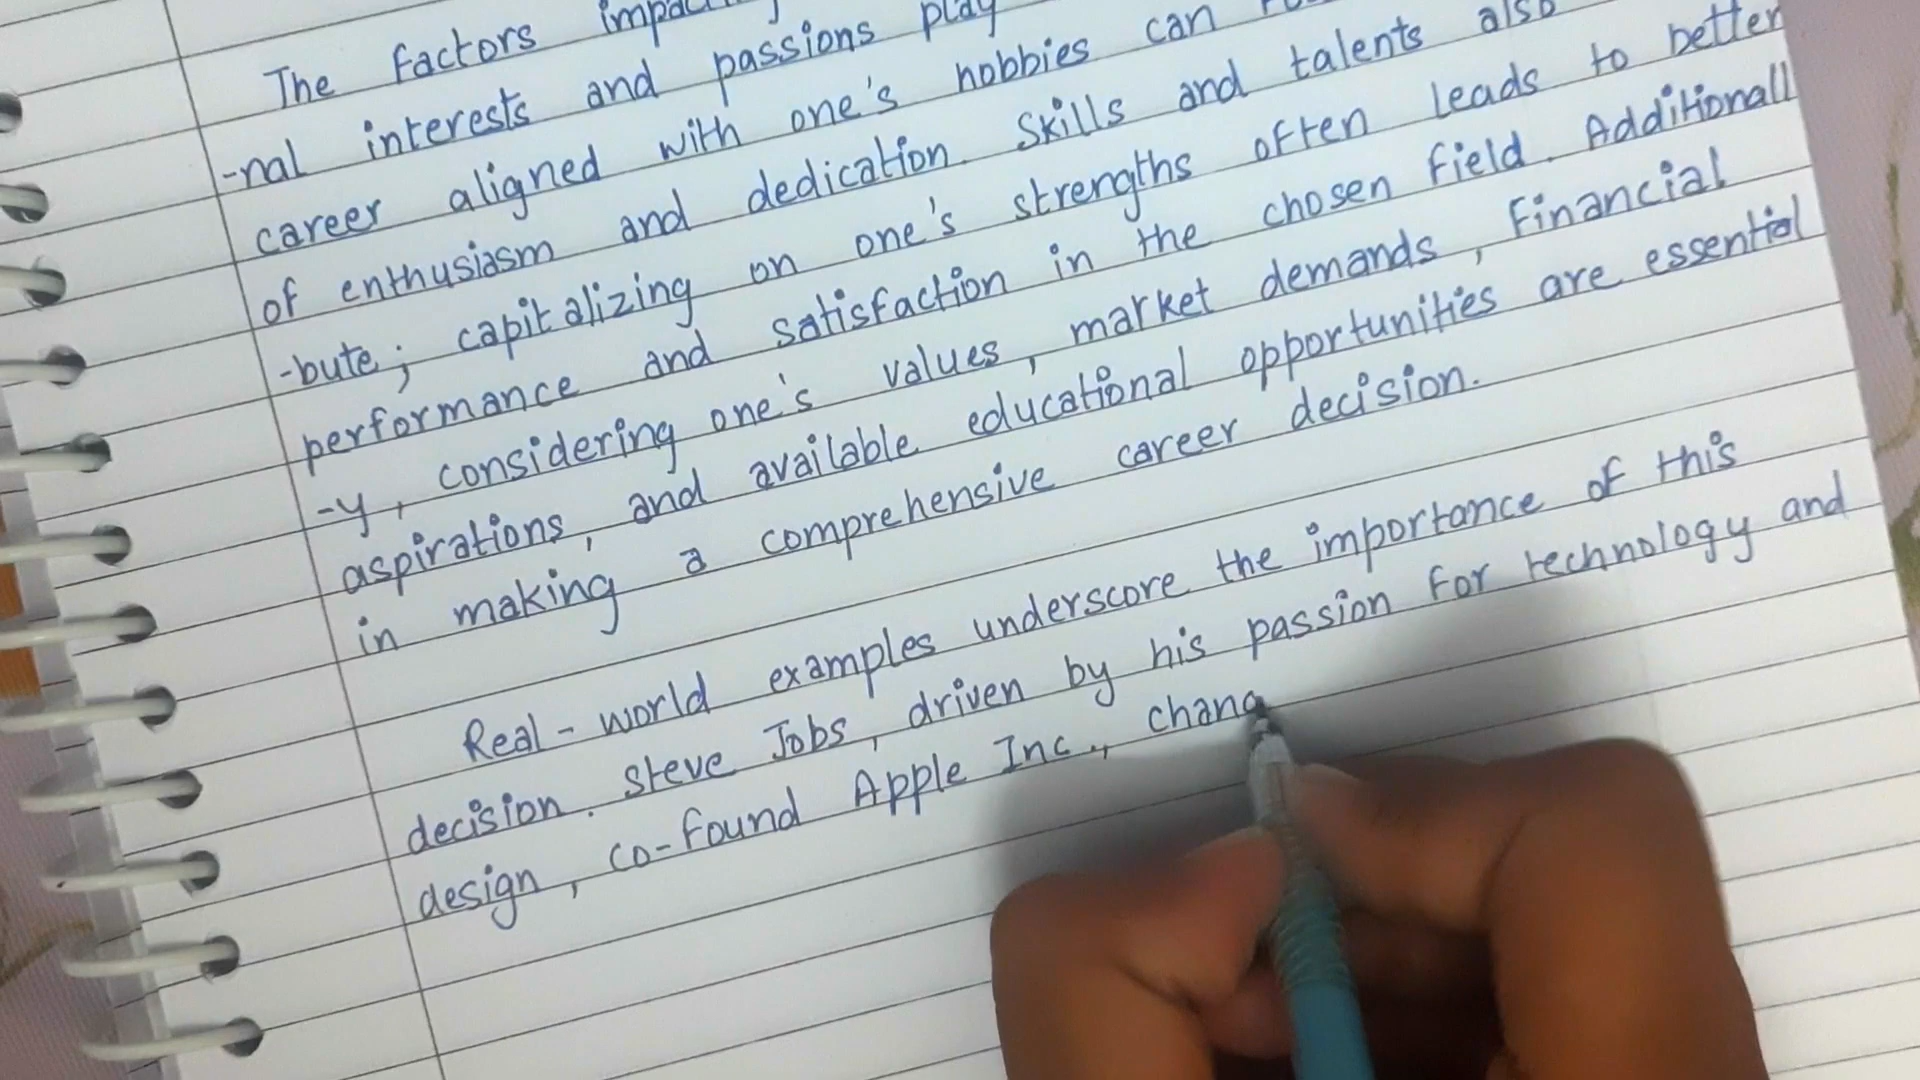 The factors
-nal interests and passions play
career aligned with one's hobbies can
of enthusiasm and dedication. Skills and talents also
-bute; capitalizing on one's strengths often leads to better
performance and satisfaction in the chosen field. Additionall
-y, considering one's values, market demands, financial
aspirations, and available educational opportunities are essential
in making a comprehensive career decision.
Real-world examples underscore the importance of this
decision. Steve Jobs, driven by his passion for technology and
design, co-found Apple Inc., chang